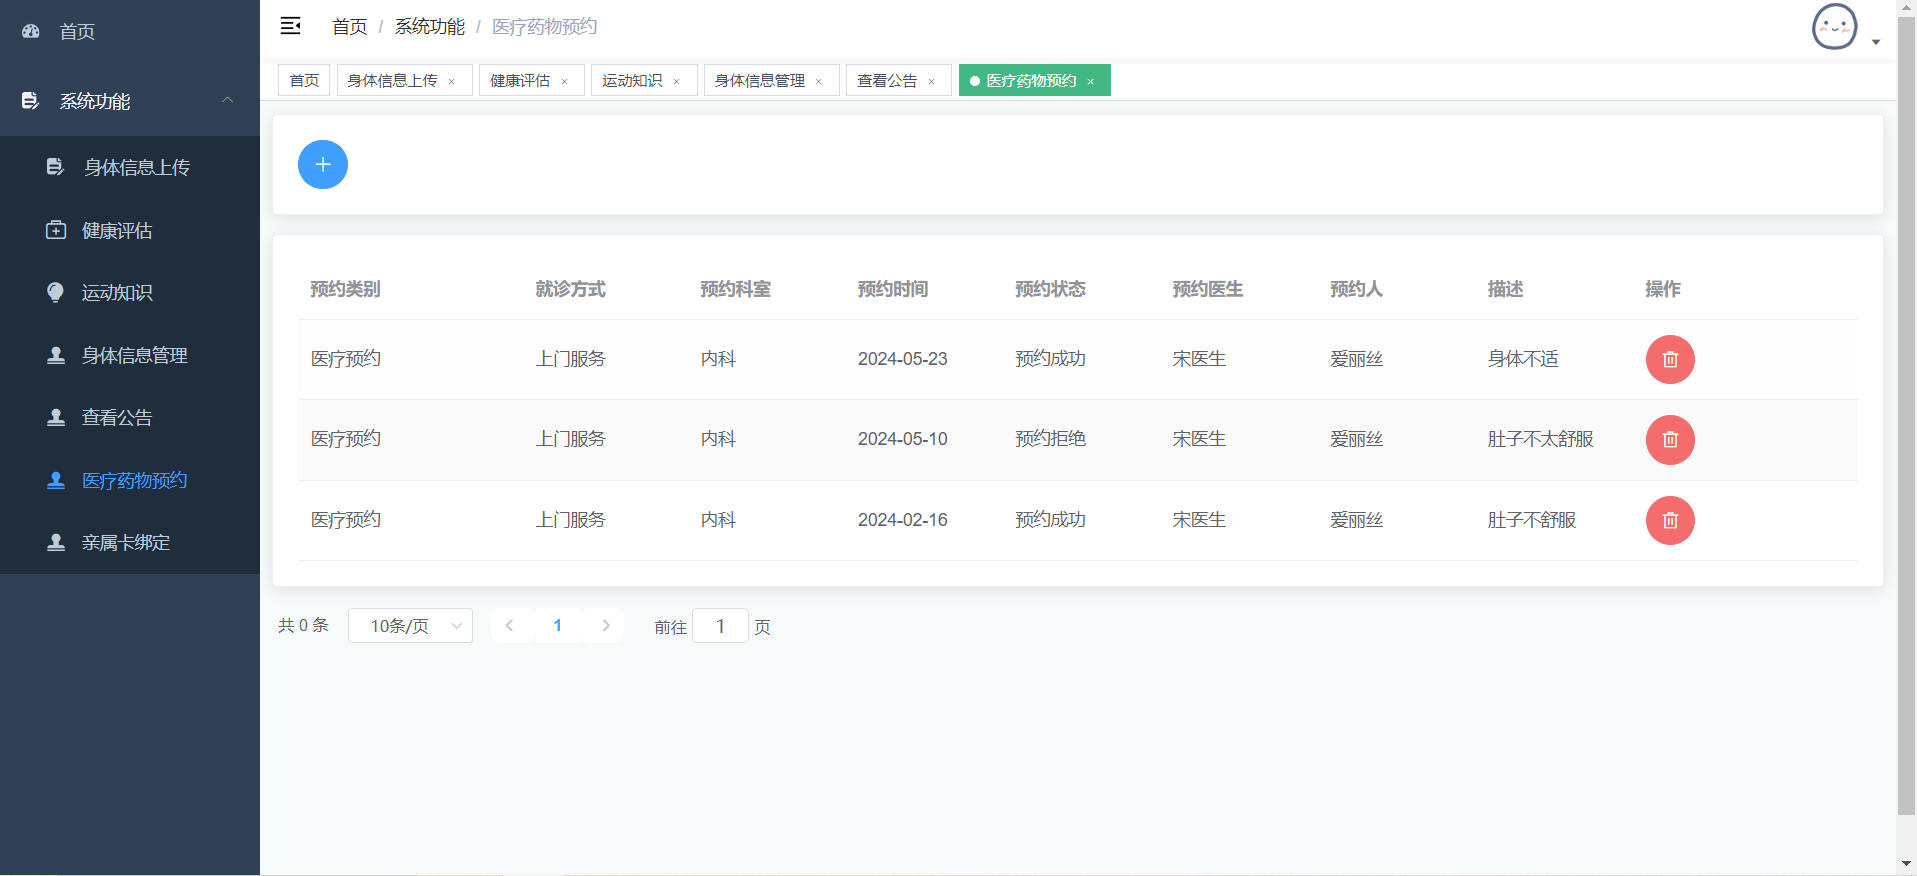 首页
系统功能
身体信息上传
健康评估
运动知识
身体信息管理
查看公告
医疗药物预约
亲属卡绑定
首页 / 系统功能 / 医疗药物预约
首页 身体信息上传 × 健康评估 × 运动知识 × 身体信息管理 × 查看公告 × 医疗药物预约 ×
预约类别 就诊方式 预约科室 预约时间 预约状态 预约医生 预约人 描述 操作
医疗预约 上门服务 内科 2024-05-23 预约成功 宋医生 爱丽丝 身体不适
医疗预约 上门服务 内科 2024-05-10 预约拒绝 宋医生 爱丽丝 肚子不太舒服
医疗预约 上门服务 内科 2024-02-16 预约成功 宋医生 爱丽丝 肚子不舒服
共 0 条 10条/页 1 前往 1 页